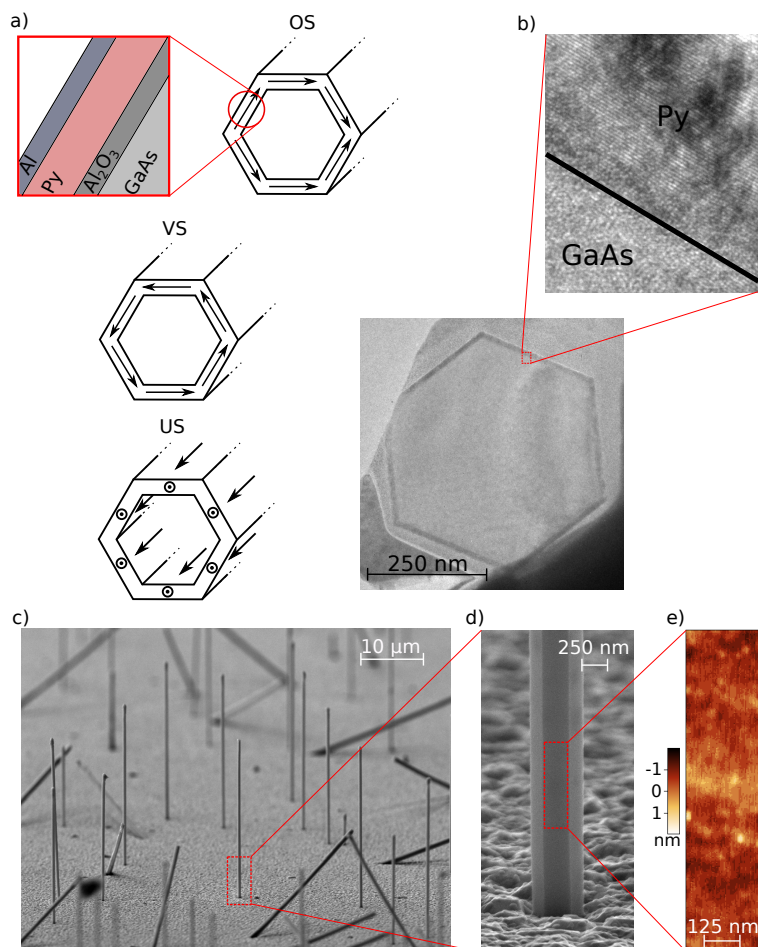 a)
OS
Al
Py
Al₂O₃
GaAs
VS
US
b)
Py
GaAs
250 nm
c)
10 µm
d)
250 nm
e)
-1
0
1
nm
125 nm